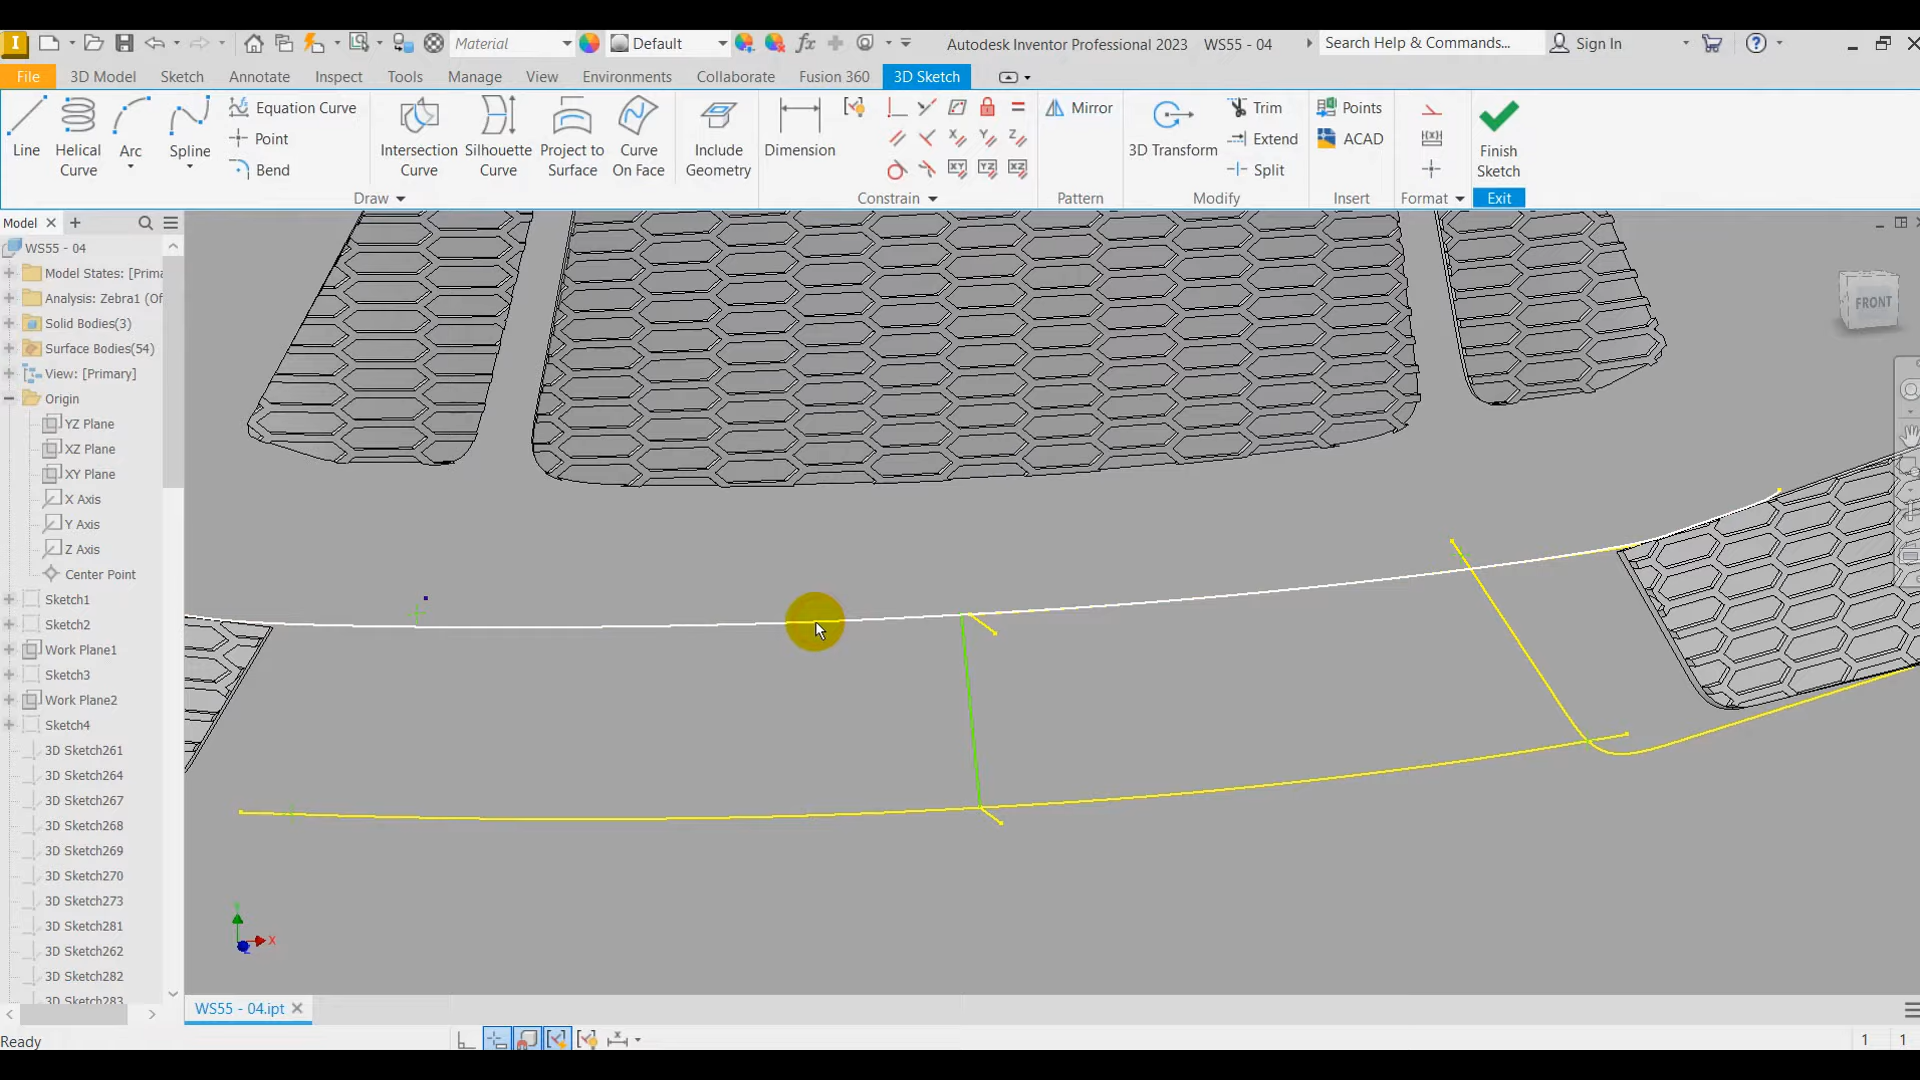 Material
Default
Autodesk Inventor Professional 2023 WS55 - 04
Search Help & Commands...
Sign In
File 3D Model Sketch Annotate Inspect Tools Manage View Environments Collaborate Fusion 360 3D Sketch
Line
Helical Curve
Arc
Spline
Equation Curve
Point
Bend
Intersection Curve
Silhouette Curve
Project to Surface
Curve On Face
Include Geometry
Dimension
Mirror
3D Transform
Trim
Extend
Split
Points
ACAD
Finish Sketch
Draw
Constrain
Pattern
Modify
Insert
Format
Exit
Model
WS55 - 04
Model States: [Prima
Analysis: Zebra1 (Of
Solid Bodies(3)
Surface Bodies(54)
View: [Primary]
Origin
YZ Plane
XZ Plane
XY Plane
X Axis
Y Axis
Z Axis
Center Point
Sketch1
Sketch2
Work Plane1
Sketch3
Work Plane2
Sketch4
3D Sketch261
3D Sketch264
3D Sketch267
3D Sketch268
3D Sketch269
3D Sketch270
3D Sketch273
3D Sketch281
3D Sketch262
3D Sketch282
3D Sketch283
FRONT
X
WS55 - 04.ipt
Ready
1 1